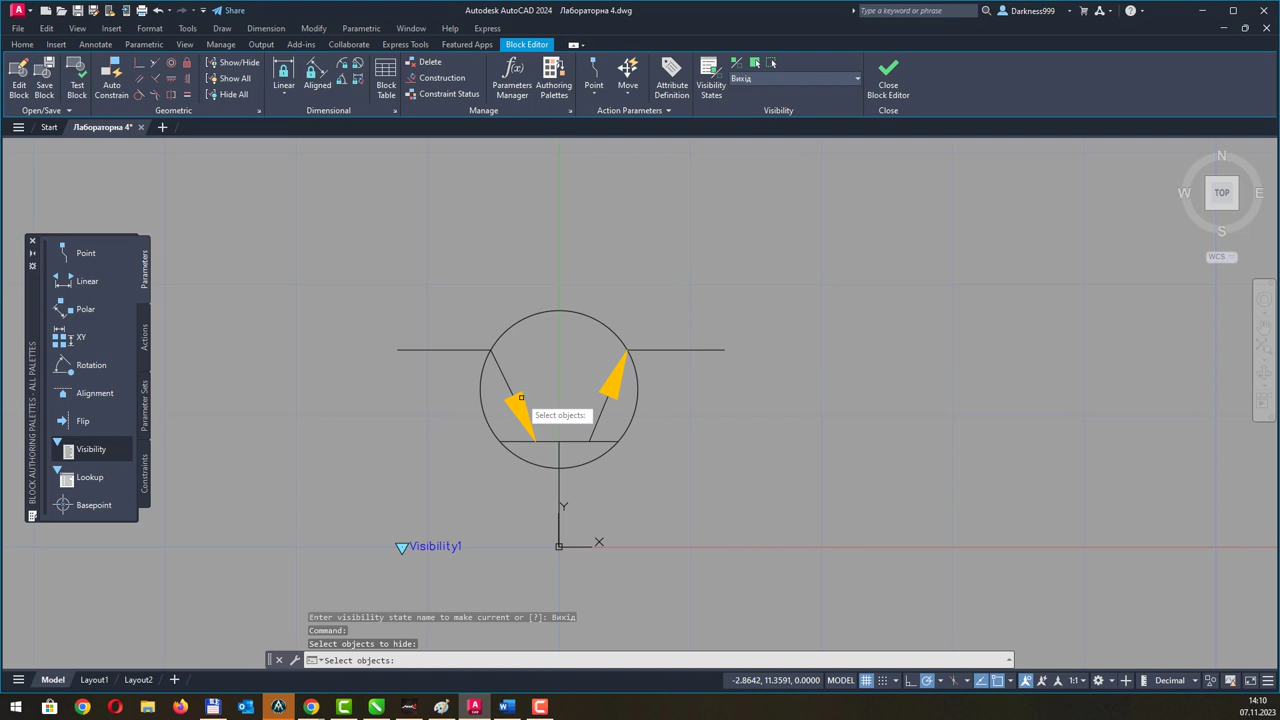 Share
Autodesk AutoCAD 2024 Лабораторна 4.dwg
Type a keyword or phrase
Darkness999
File Edit View Insert Format Tools Draw Dimension Modify Parametric Window Help Express
Home Insert Annotate Parametric View Manage Output Add-ins Collaborate Express Tools Featured Apps Block Editor
Edit Block
Save Block
Test Block
Auto Constrain
Show/Hide
Show All
Hide All
Linear
Aligned
Block Table
Delete
Construction
Constraint Status
Parameters Manager
Authoring Palettes
Point
Move
Attribute Definition
Visibility States
Вихід
Close Block Editor
Open/Save Geometric Dimensional Manage Action Parameters Visibility Close
Start Лабораторна 4*
N
W TOP E
S
WCS
Point
Linear
Polar
XY
Rotation
Alignment
Flip
Visibility
Lookup
Basepoint
Parameters
Actions
Parameter Sets
Constraints
BLOCK AUTHORING PALETTES - ALL PALETTES
Select objects:
Y
X
Visibility1
Enter visibility state name to make current or [?]: Вихід
Command:
Select objects to hide:
Select objects:
Model Layout1 Layout2
-2.8642, 11.3591, 0.0000 MODEL 1:1 Decimal
14:10
07.11.2023